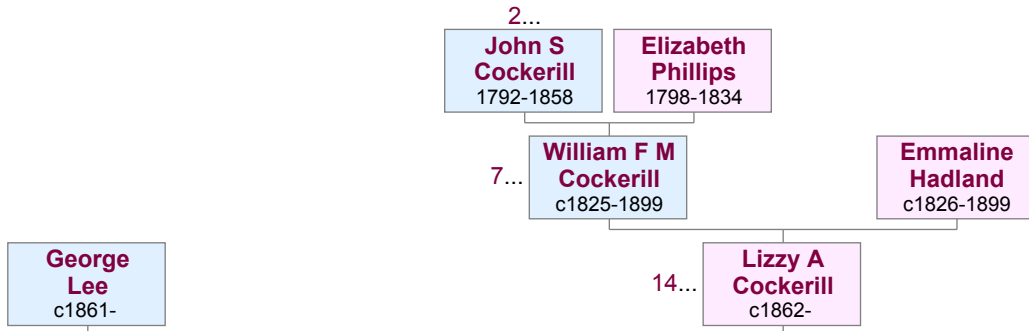 2...
John S
Cockerill
1792-1858
Elizabeth
Phillips
1798-1834
7...
William F M
Cockerill
c1825-1899
Emmaline
Hadland
c1826-1899
George
Lee
c1861-
14...
Lizzy A
Cockerill
c1862-